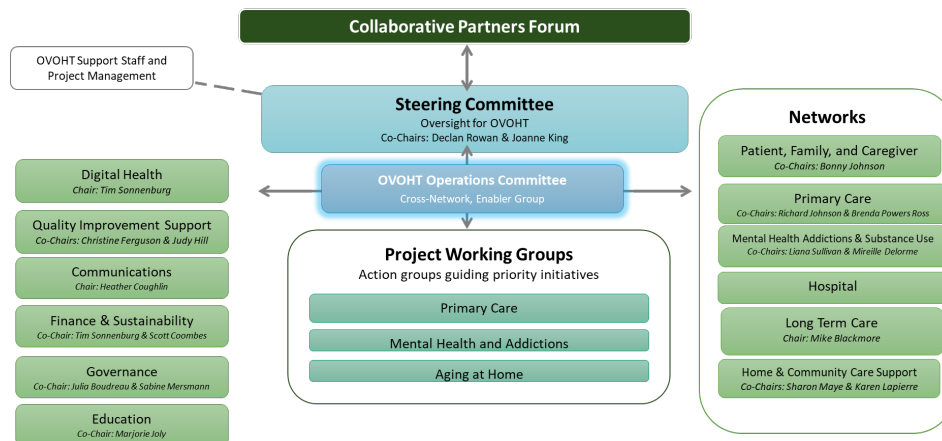 Collaborative Partners Forum
OVOHT Support Staff and
Project Management
Steering Committee
Oversight for OVOHT
Co-Chairs: Declan Rowan & Joanne King
OVOHT Operations Committee
Cross-Network, Enabler Group
Digital Health
Chair: Tim Sonnenburg
Quality Improvement Support
Co-Chairs: Christine Ferguson & Judy Hill
Communications
Chair: Heather Coughlin
Finance & Sustainability
Co-Chair: Tim Sonnenburg & Scott Coombes
Governance
Co-Chair: Julia Boudreau & Sabine Mersmann
Education
Co-Chair: Marjorie Joly
Project Working Groups
Action groups guiding priority initiatives
Primary Care
Mental Health and Addictions
Aging at Home
Networks
Patient, Family, and Caregiver
Co-Chairs: Bonny Johnson
Primary Care
Co-Chairs: Richard Johnson & Brenda Powers Ross
Mental Health Addictions & Substance Use
Co-Chairs: Liana Sullivan & Mireille Delorme
Hospital
Long Term Care
Chair: Mike Blackmore
Home & Community Care Support
Co-Chairs: Sharon Maye & Karen Lapierre